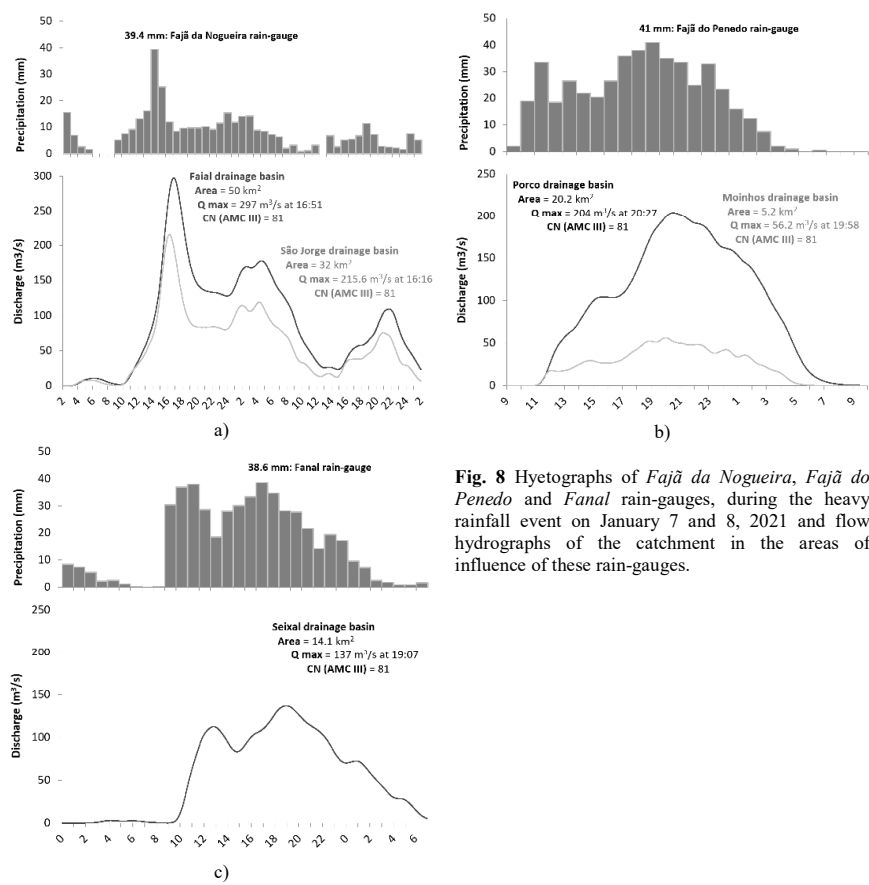 50
40
30
20
10
0
Precipitation (mm)
39.4 mm: Fajã da Nogueira rain-gauge
300
250
200
150
100
50
0
Discharge (m3/s)
Faial drainage basin
Area = 50 km²
Q max = 297 m³/s at 16:51
CN (AMC III) = 81
São Jorge drainage basin
Area = 32 km²
Q max = 215.6 m³/s at 16:16
CN (AMC III) = 81
2 4 6 8 10 12 14 16 18 20 22 24 2 4 6 8 10 12 14 16 18 20 22 24 2
a)
50
40
30
20
10
0
Precipitation (mm)
41 mm: Fajã do Penedo rain-gauge
250
200
150
100
50
0
Discharge (m3/s)
Porco drainage basin
Area = 20.2 km²
Q max = 204 m³/s at 20:27
CN (AMC III) = 81
Moinhos drainage basin
Area = 5.2 km²
Q max = 56.2 m³/s at 19:58
CN (AMC III) = 81
9 11 13 15 17 19 21 23 1 3 5 7 9
b)
50
40
30
20
10
0
Precipitation (mm)
38.6 mm: Fanal rain-gauge
250
200
150
100
50
0
Discharge (m³/s)
Seixal drainage basin
Area = 14.1 km²
Q max = 137 m³/s at 19:07
CN (AMC III) = 81
0 2 4 6 8 10 12 14 16 18 20 22 0 2 4 6
c)
Fig. 8 Hyetographs of Fajã da Nogueira, Fajã do
Penedo and Fanal rain-gauges, during the heavy
rainfall event on January 7 and 8, 2021 and flow
hydrographs of the catchment in the areas of
influence of these rain-gauges.